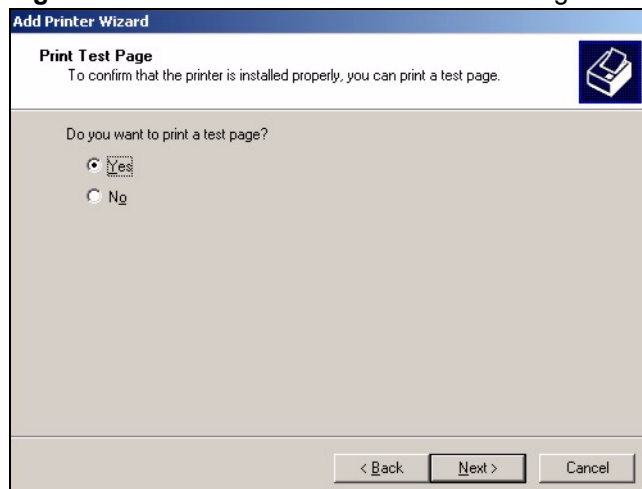 Add Printer Wizard
Print Test Page
To confirm that the printer is installed properly, you can print a test page.
Do you want to print a test page?
Yes
No
< Back
Next >
Cancel